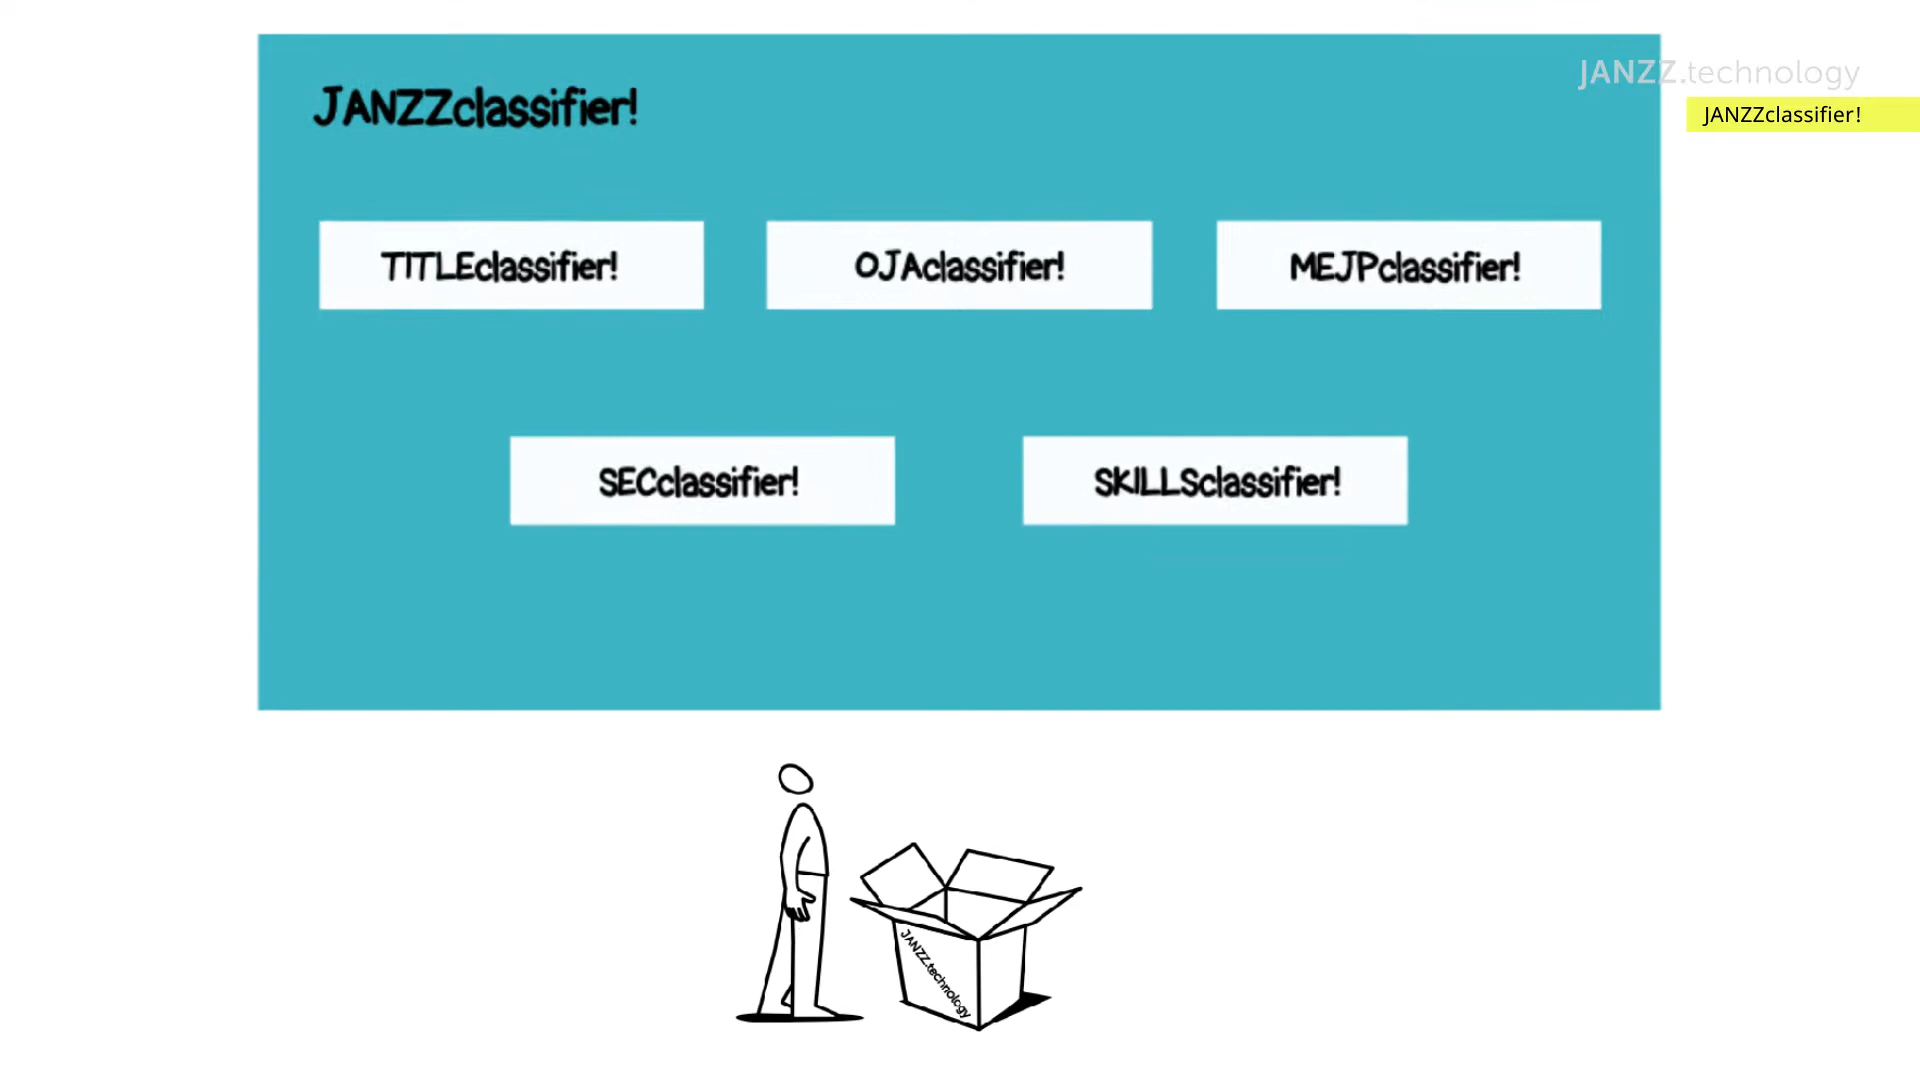 JANZZ.technology
JANZZclassifier!
JANZZclassifier!
TITLEclassifier!
OJAclassifier!
MEJPclassifier!
SECclassifier!
SKILLSclassifier!
JANZZ.technology